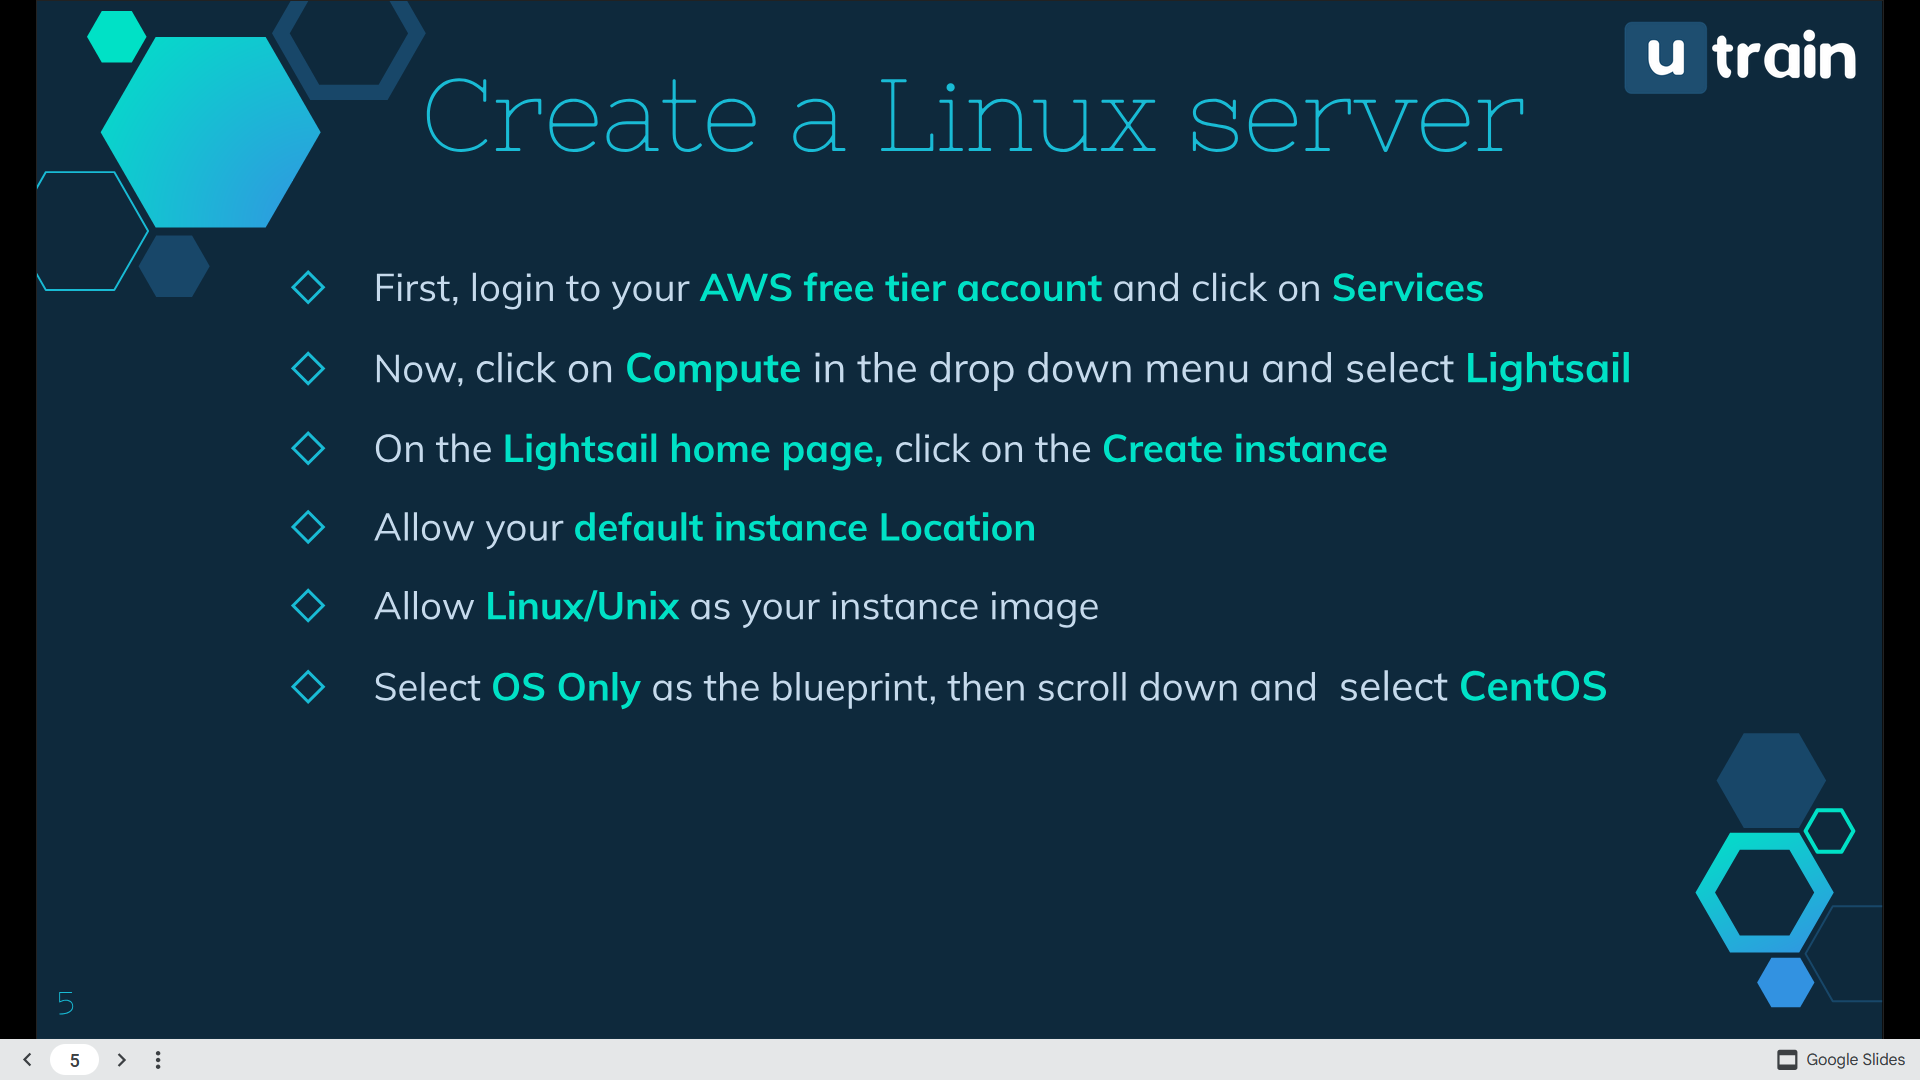 u train
Create a Linux server
First, login to your AWS free tier account and click on Services
Now, click on Compute in the drop down menu and select Lightsail
On the Lightsail home page, click on the Create instance
Allow your default instance Location
Allow Linux/Unix as your instance image
Select OS Only as the blueprint, then scroll down and  select CentOS
5
5
Google Slides